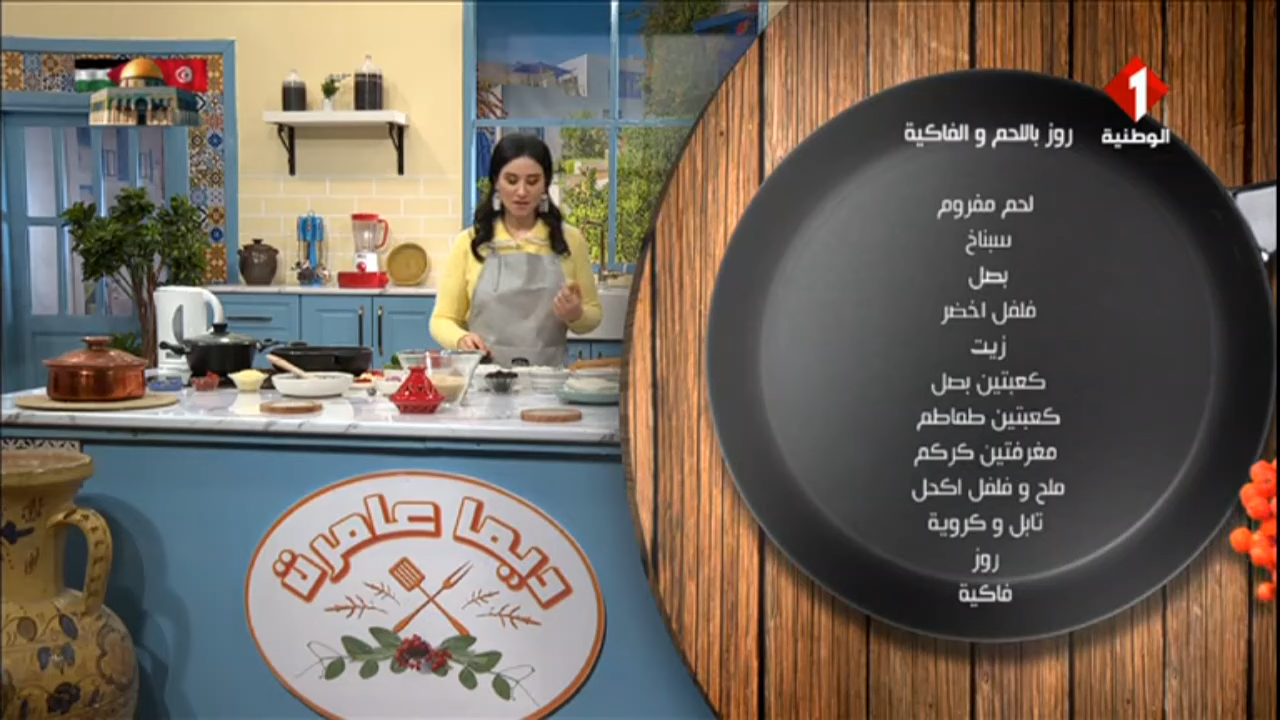 روز باللحم و الفاكية
لحم مفروم
سبناخ
بصل
فلفل اخضر
زيت
كعبتين بصل
كعبتين طماطم
مغرفتين كركم
ملح و فلفل اكحل
تابل و كروية
روز
فاكية
1
الوطنية
ديما عامرة